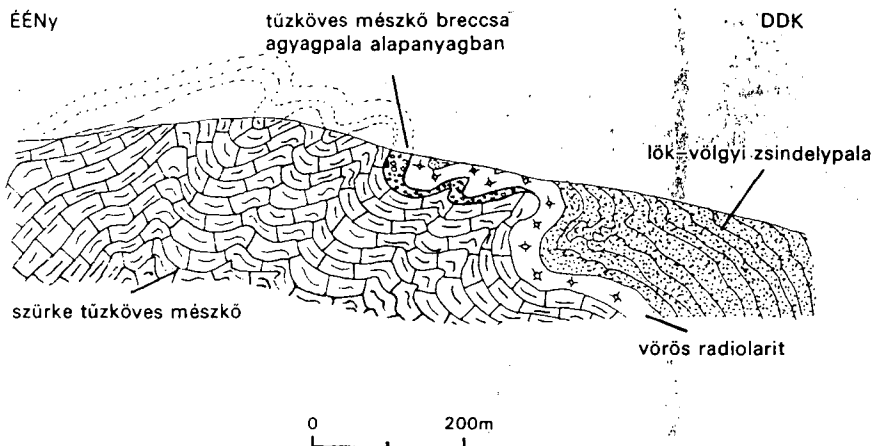 ÉÉNy
tűzköves mészkő breccsa
agyagpala alapanyagban
DDK
lök-völgyi zsindelypala
szürke tűzköves mészkő
vörös radiolarit
0
200m